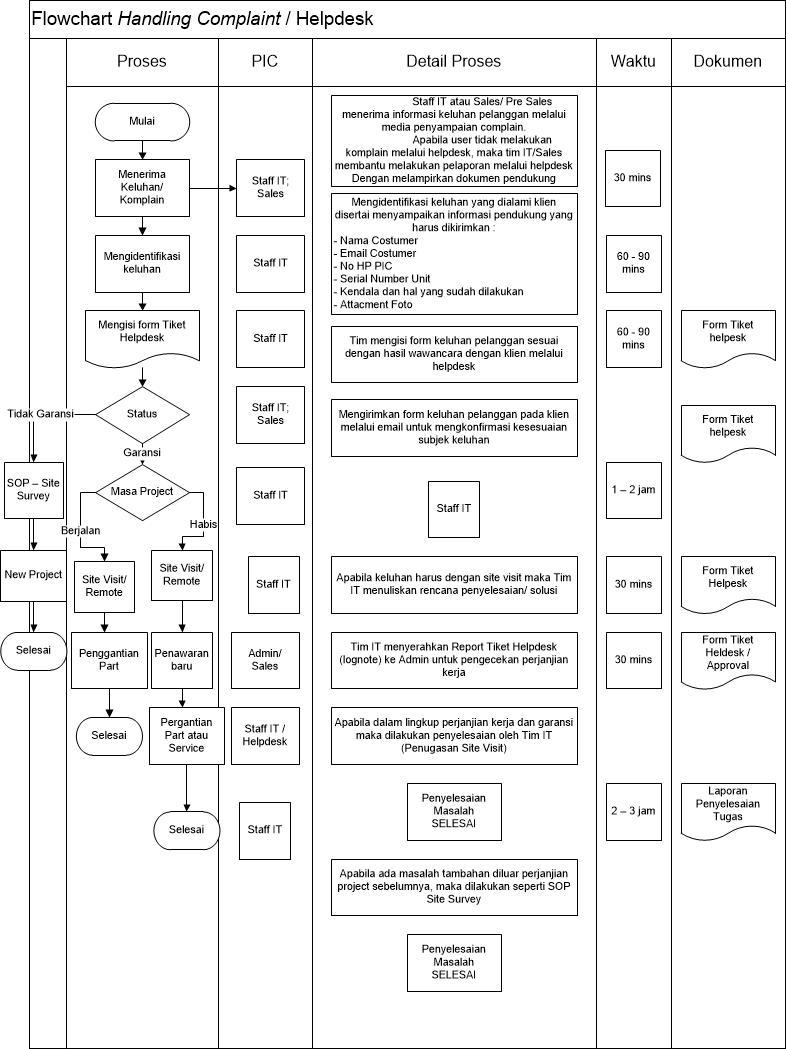 Flowchart Handling Complaint / Helpdesk
Proses
PIC
Detail Proses
Waktu
Dokumen
Mulai
Staff IT atau Sales/ Pre Sales
menerima informasi keluhan pelanggan melalui
media penyampaian complain.
Apabila user tidak melakukan
komplain melalui helpdesk, maka tim IT/Sales
membantu melakukan pelaporan melalui helpdesk
Dengan melampirkan dokumen pendukung
Menerima
Keluhan/
Komplain
Staff IT;
Sales
30 mins
Mengidentifikasi keluhan yang dialami klien
disertai menyampaikan informasi pendukung yang
harus dikirimkan :
- Nama Costumer
- Email Costumer
- No HP PIC
- Serial Number Unit
- Kendala dan hal yang sudah dilakukan
- Attacment Foto
Mengidentifikasi
keluhan
Staff IT
60 - 90
mins
Mengisi form Tiket
Helpdesk
Staff IT
Tim mengisi form keluhan pelanggan sesuai
dengan hasil wawancara dengan klien melalui
helpdesk
60 - 90
mins
Form Tiket
helpesk
Tidak Garansi
Status
Staff IT;
Sales
Mengirimkan form keluhan pelanggan pada klien
melalui email untuk mengkonfirmasi kesesuaian
subjek keluhan
Form Tiket
helpesk
Garansi
SOP – Site
Survey
Masa Project
Staff IT
Staff IT
1 – 2 jam
Berjalan
Habis
New Project
Site Visit/
Remote
Site Visit/
Remote
Staff IT
Apabila keluhan harus dengan site visit maka Tim
IT menuliskan rencana penyelesaian/ solusi
30 mins
Form Tiket
Helpesk
Selesai
Penggantian
Part
Penawaran
baru
Admin/
Sales
Tim IT menyerahkan Report Tiket Helpdesk
(lognote) ke Admin untuk pengecekan perjanjian
kerja
30 mins
Form Tiket
Heldesk /
Approval
Selesai
Pergantian
Part atau
Service
Staff IT /
Helpdesk
Apabila dalam lingkup perjanjian kerja dan garansi
maka dilakukan penyelesaian oleh Tim IT
(Penugasan Site Visit)
Selesai
Staff IT
Penyelesaian
Masalah
SELESAI
2 – 3 jam
Laporan
Penyelesaian
Tugas
Apabila ada masalah tambahan diluar perjanjian
project sebelumnya, maka dilakukan seperti SOP
Site Survey
Penyelesaian
Masalah
SELESAI